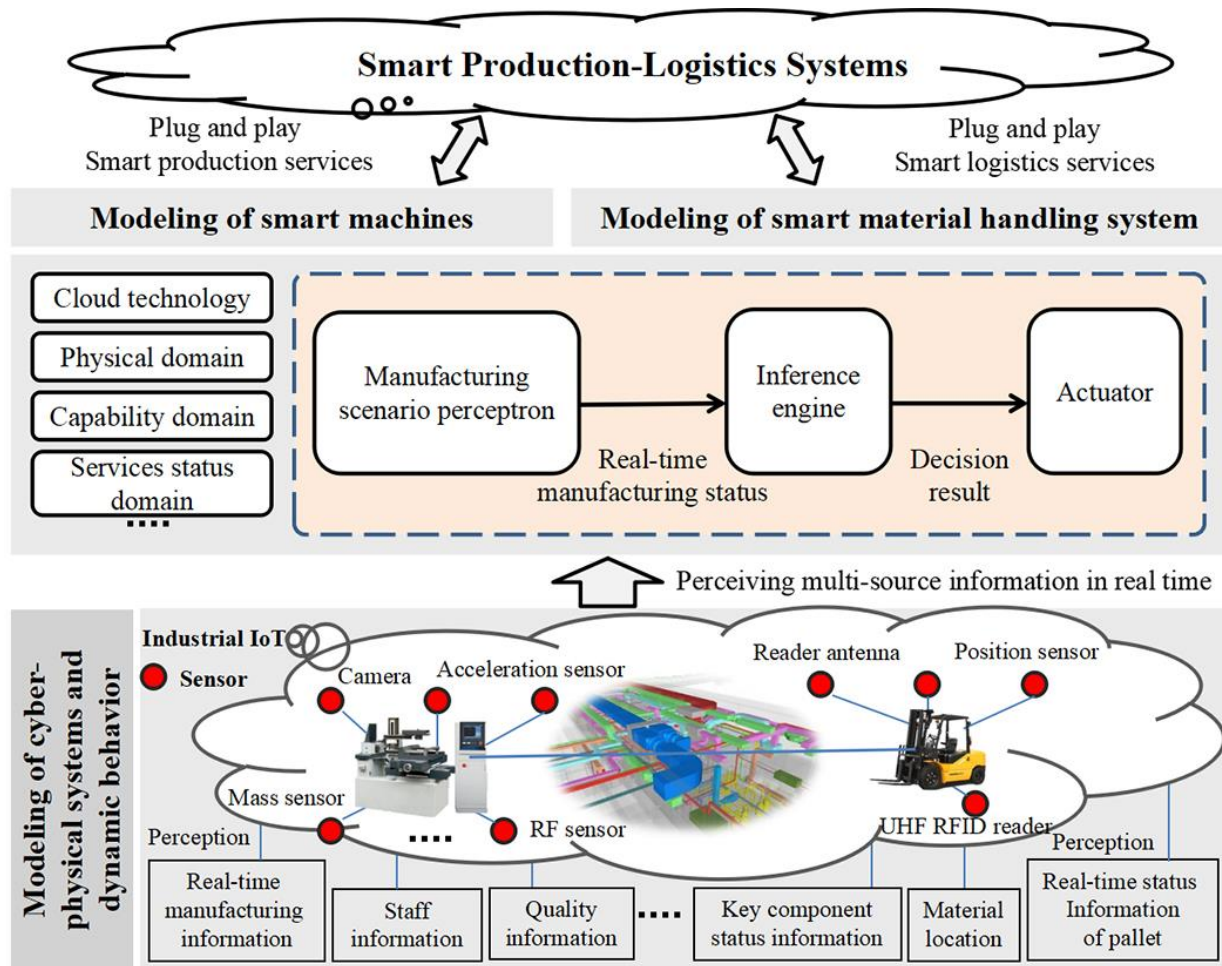 Smart Production-Logistics Systems
Plug and play
Smart production services
Plug and play
Smart logistics services
Modeling of smart machines
Modeling of smart material handling system
Cloud technology
Physical domain
Capability domain
Services status
domain
Manufacturing
scenario perceptron
Real-time
manufacturing status
Inference
engine
Decision
result
Actuator
Perceiving multi-source information in real time
Modeling of cyber-
physical systems and
dynamic behavior
Industrial IoT
Sensor
Camera
Acceleration sensor
Reader antenna
Position sensor
Mass sensor
RF sensor
UHF RFID reader
Perception
Perception
Real-time
manufacturing
information
Staff
information
Quality
information
Key component
status information
Material
location
Real-time status
Information
of pallet